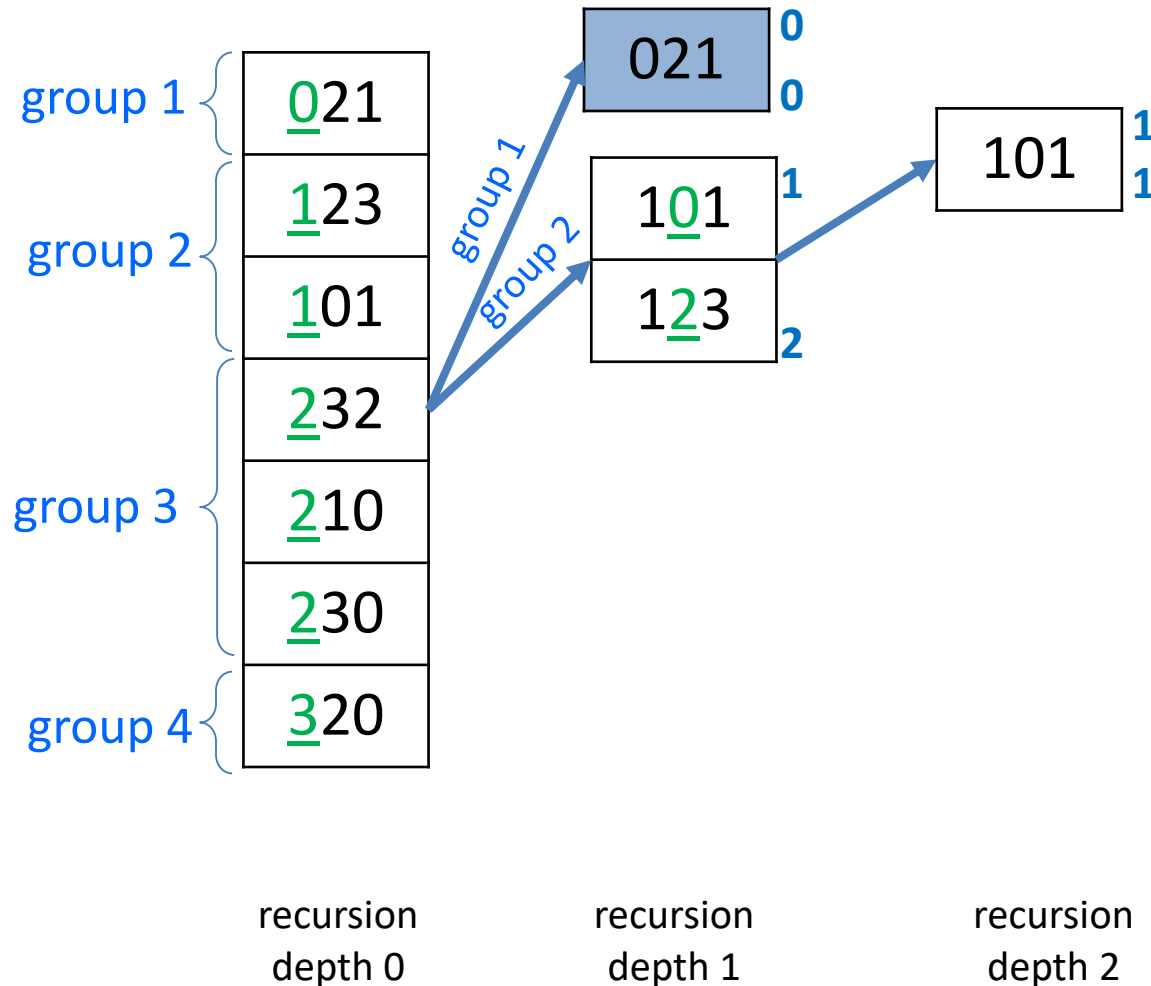 group 1
021
group 2
123
101
group 3
232
210
230
group 4
320
group 1
group 2
021
0
0
101
1
123
2
101
1
1
recursion
depth 0
recursion
depth 1
recursion
depth 2